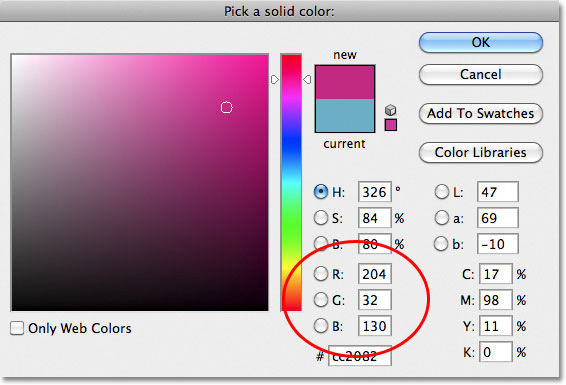 Pick a solid color:
new
current
OK
Cancel
Add To Swatches
Color Libraries
H: 326 °
S: 84 %
B: 80 %
R: 204
G: 32
B: 130
# cc2082
L: 47
a: 69
b: -10
C: 17 %
M: 98 %
Y: 11 %
K: 0 %
Only Web Colors